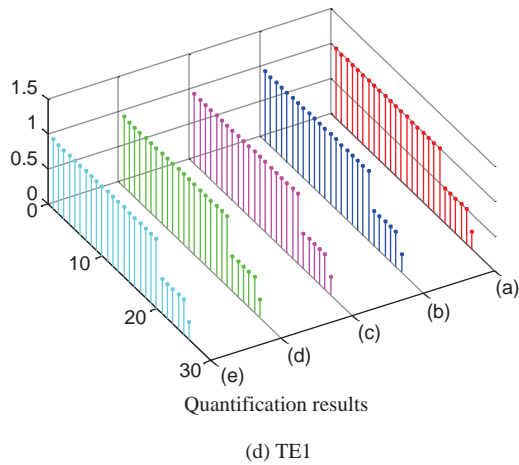 1.5
1
0.5
0
0
10
20
30
(a)
(b)
(c)
(d)
(e)
Quantification results
(d) TE1